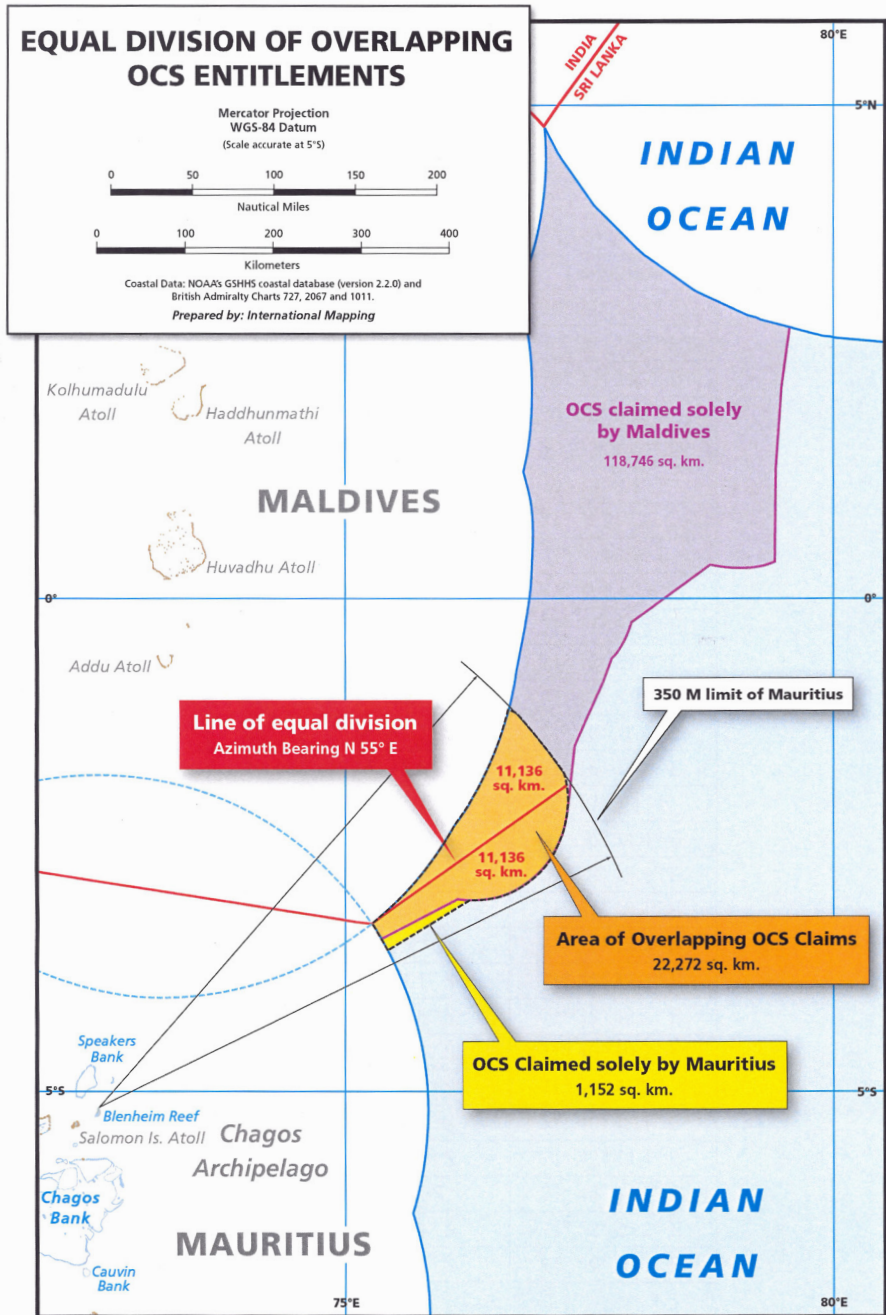 EQUAL DIVISION OF OVERLAPPING
OCS ENTITLEMENTS
Mercator Projection
WGS-84 Datum
(Scale accurate at 5°S)
0 50 100 150 200
Nautical Miles
0 100 200 300 400
Kilometers
Coastal Data: NOAA's GSHHS coastal database (version 2.2.0) and
British Admiralty Charts 727, 2067 and 1011.
Prepared by: International Mapping
80°E
INDIA
SRI LANKA
5°N
INDIAN
OCEAN
Kolhumadulu
Atoll
Haddhunmathi
Atoll
OCS claimed solely
by Maldives
118,746 sq. km.
MALDIVES
Huvadhu Atoll
0°
0°
Addu Atoll
350 M limit of Mauritius
Line of equal division
Azimuth Bearing N 55° E
11,136
sq. km.
11,136
sq. km.
Area of Overlapping OCS Claims
22,272 sq. km.
OCS Claimed solely by Mauritius
1,152 sq. km.
Speakers
Bank
5°S
5°S
Blenheim Reef
Salomon Is. Atoll
Chagos
Archipelago
Chagos
Bank
INDIAN
OCEAN
MAURITIUS
Cauvin
Bank
75°E
80°E